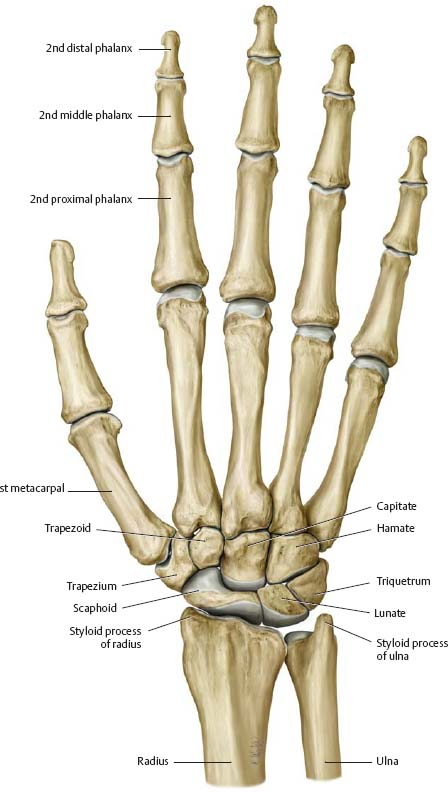 2nd distal phalanx
2nd middle phalanx
2nd proximal phalanx
st metacarpal
Trapezoid
Trapezium
Scaphoid
Styloid process
of radius
Radius
Capitate
Hamate
Triquetrum
Lunate
Styloid process
of ulna
Ulna